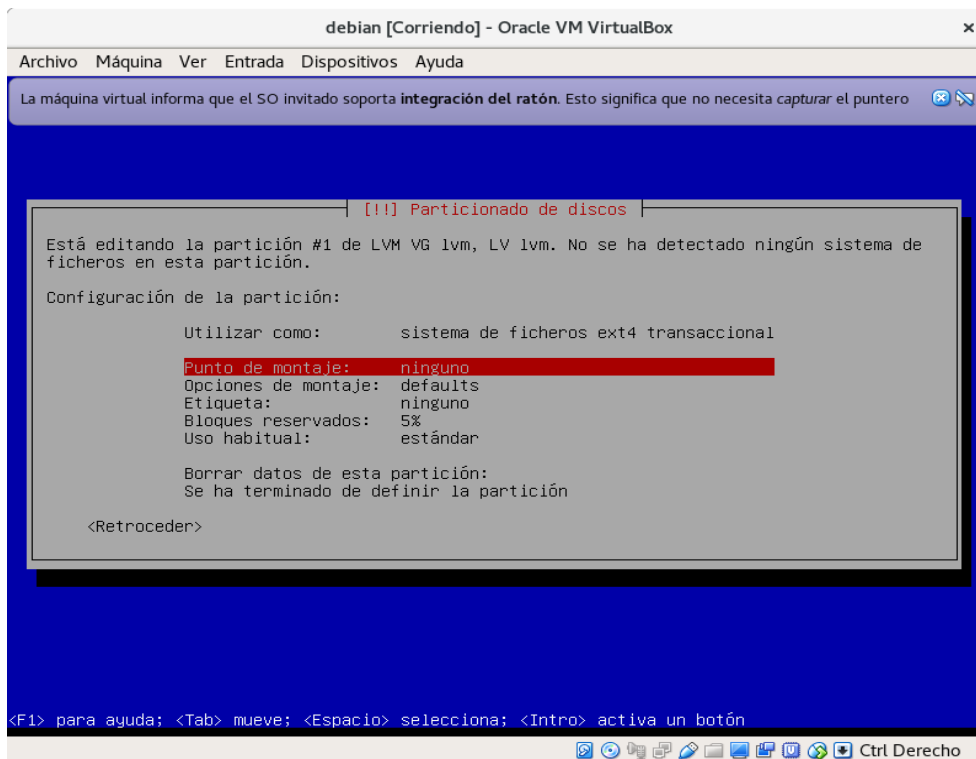 debian [Corriendo] - Oracle VM VirtualBox ×
Archivo Máquina Ver Entrada Dispositivos Ayuda
La máquina virtual informa que el SO invitado soporta integración del ratón. Esto significa que no necesita capturar el puntero
[!!] Particionado de discos
Está editando la partición #1 de LVM VG lvm, LV lvm. No se ha detectado ningún sistema de
ficheros en esta partición.
Configuración de la partición:
Utilizar como: sistema de ficheros ext4 transaccional
Punto de montaje: ninguno
Opciones de montaje: defaults
Etiqueta: ninguno
Bloques reservados: 5%
Uso habitual: estándar
Borrar datos de esta partición:
Se ha terminado de definir la partición
<Retroceder>
<F1> para ayuda; <Tab> mueve; <Espacio> selecciona; <Intro> activa un botón
Ctrl Derecho